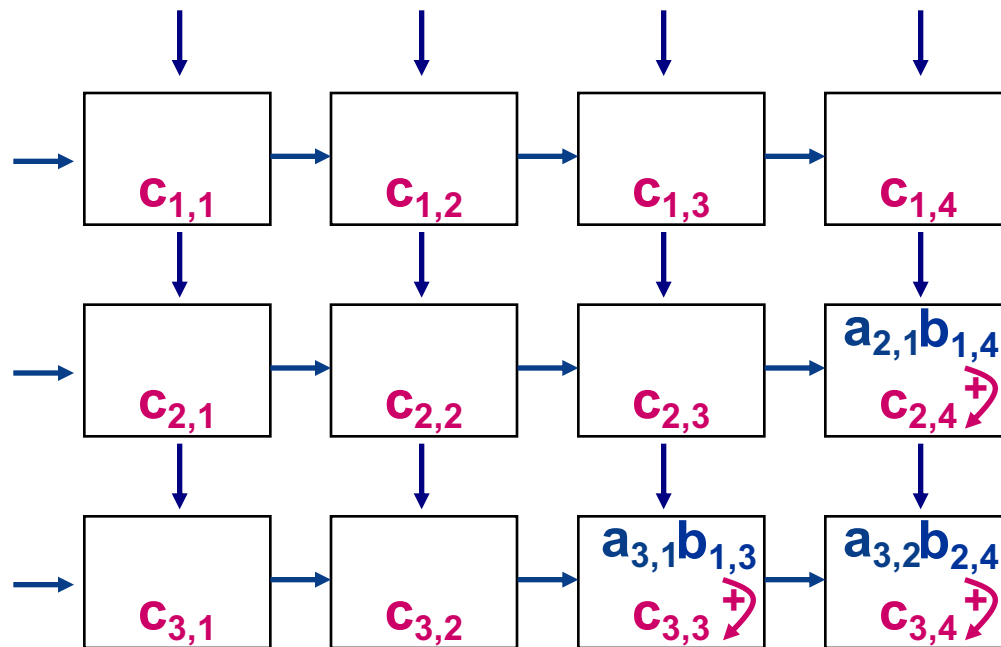 c1,1 c1,2 c1,3 c1,4
a2,1b1,4
+
c2,1 c2,2 c2,3 c2,4
a3,1b1,3 a3,2b2,4
+ +
c3,1 c3,2 c3,3 c3,4